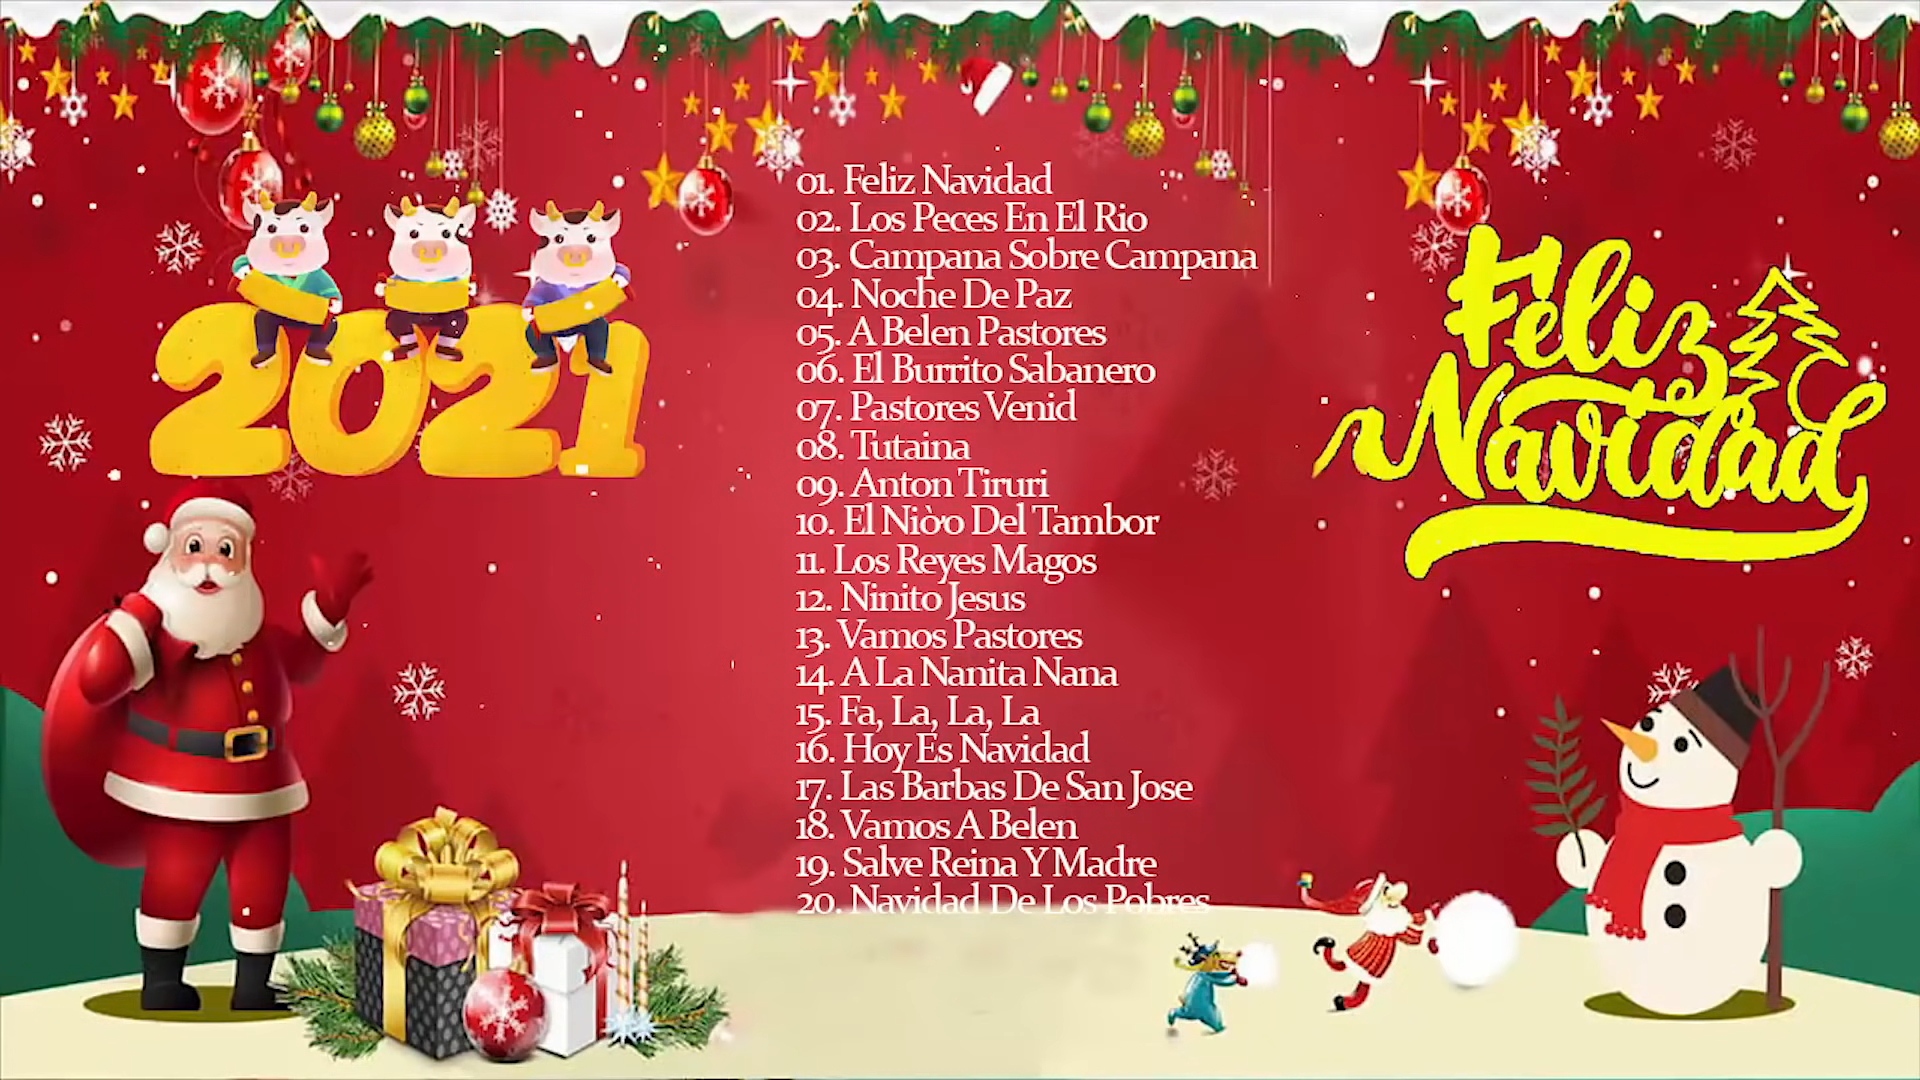 2021
01. Feliz Navidad
02. Los Peces En El Rio
03. Campana Sobre Campana
04. Noche De Paz
05. A Belen Pastores
06. El Burrito Sabanero
07. Pastores Venid
08. Tutaina
09. Anton Tiruri
10. El Niòo Del Tambor
11. Los Reyes Magos
12. Ninito Jesus
13. Vamos Pastores
14. A La Nanita Nana
15. Fa, La, La, La
16. Hoy Es Navidad
17. Las Barbas De San Jose
18. Vamos A Belen
19. Salve Reina Y Madre
20. Navidad De Los Pobres
Feliz
Navidad